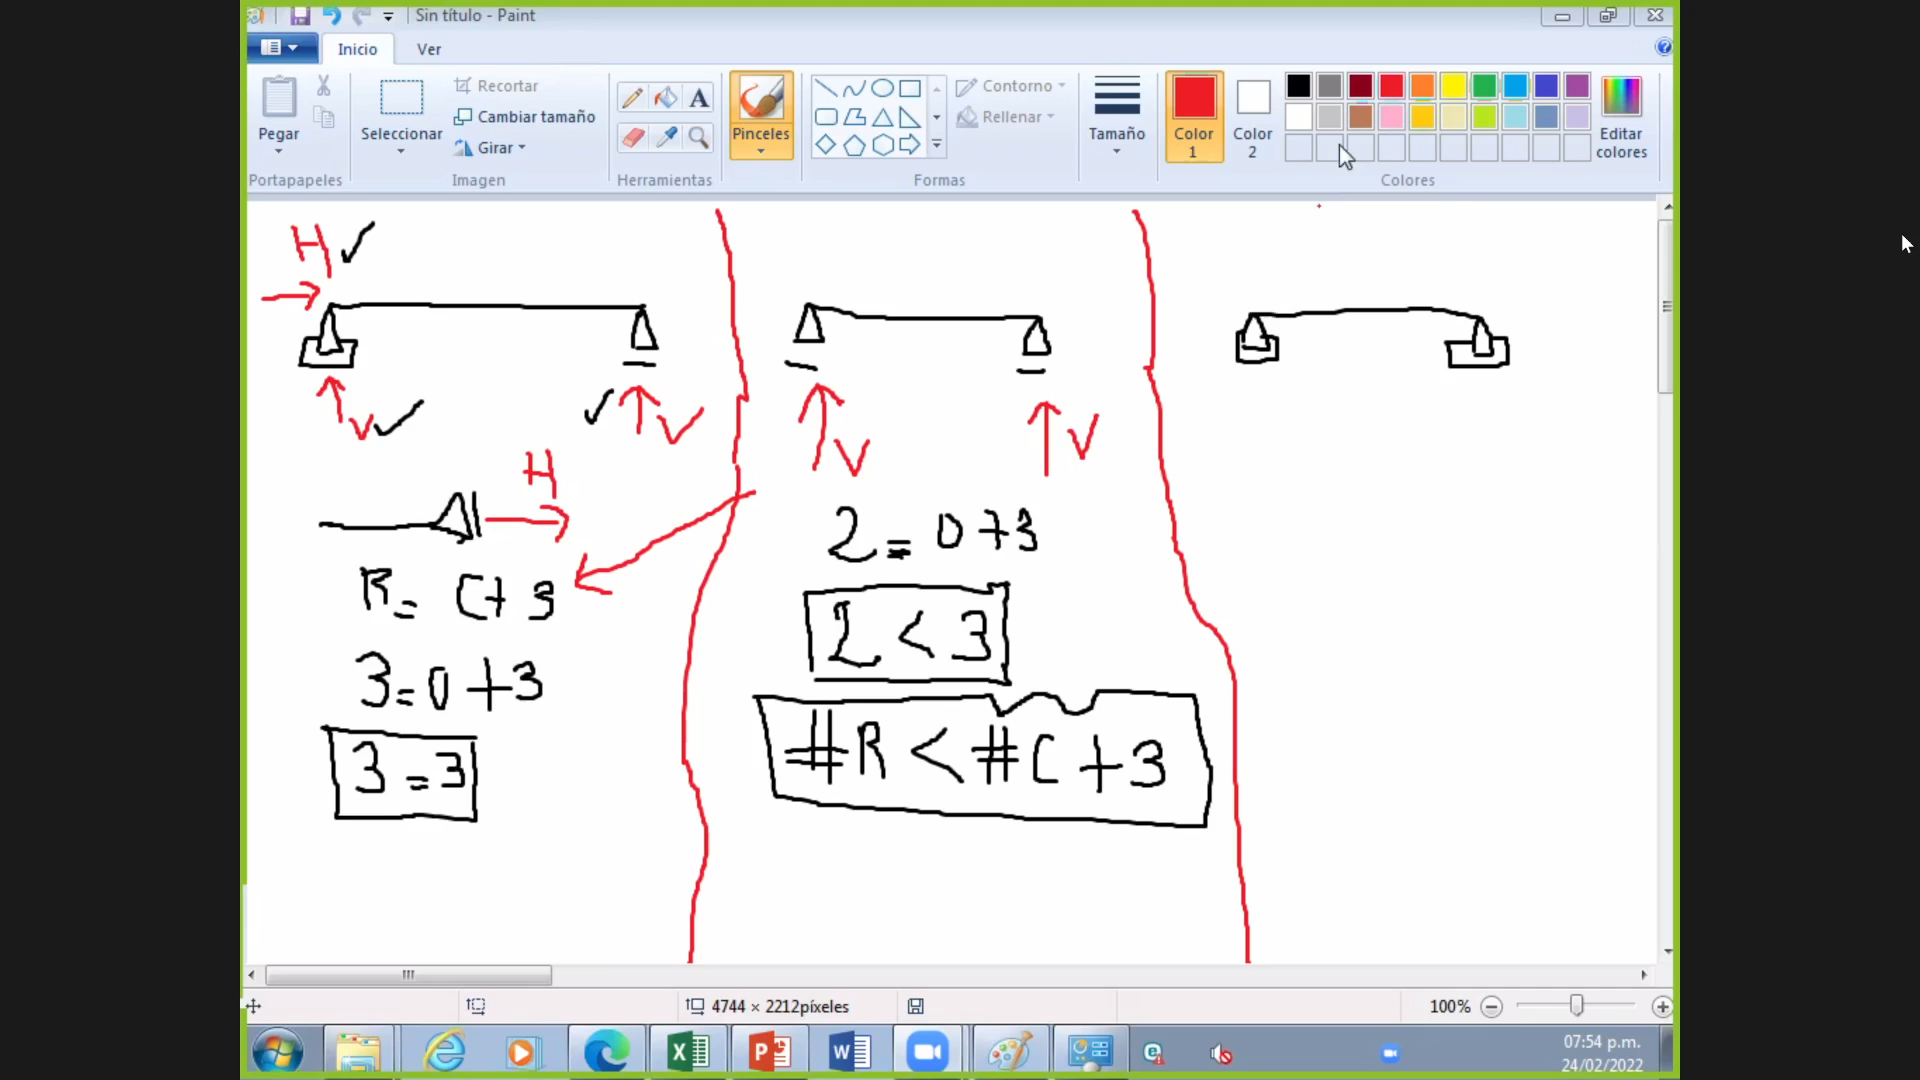 Sin título - Paint
Inicio
Ver
Pegar
Portapapeles
Seleccionar
Recortar
Cambiar tamaño
Girar
Imagen
A
Herramientas
Pinceles
Formas
Contorno
Rellenar
Tamaño
Color
1
Color
2
Editar
colores
Colores
H
V
V
H
R = C + 3
3 = 0 + 3
3 = 3
V
V
2 = 0 + 3
2 < 3
#R < #C + 3
4744 × 2212píxeles
100%
07:54 p.m.
24/02/2022